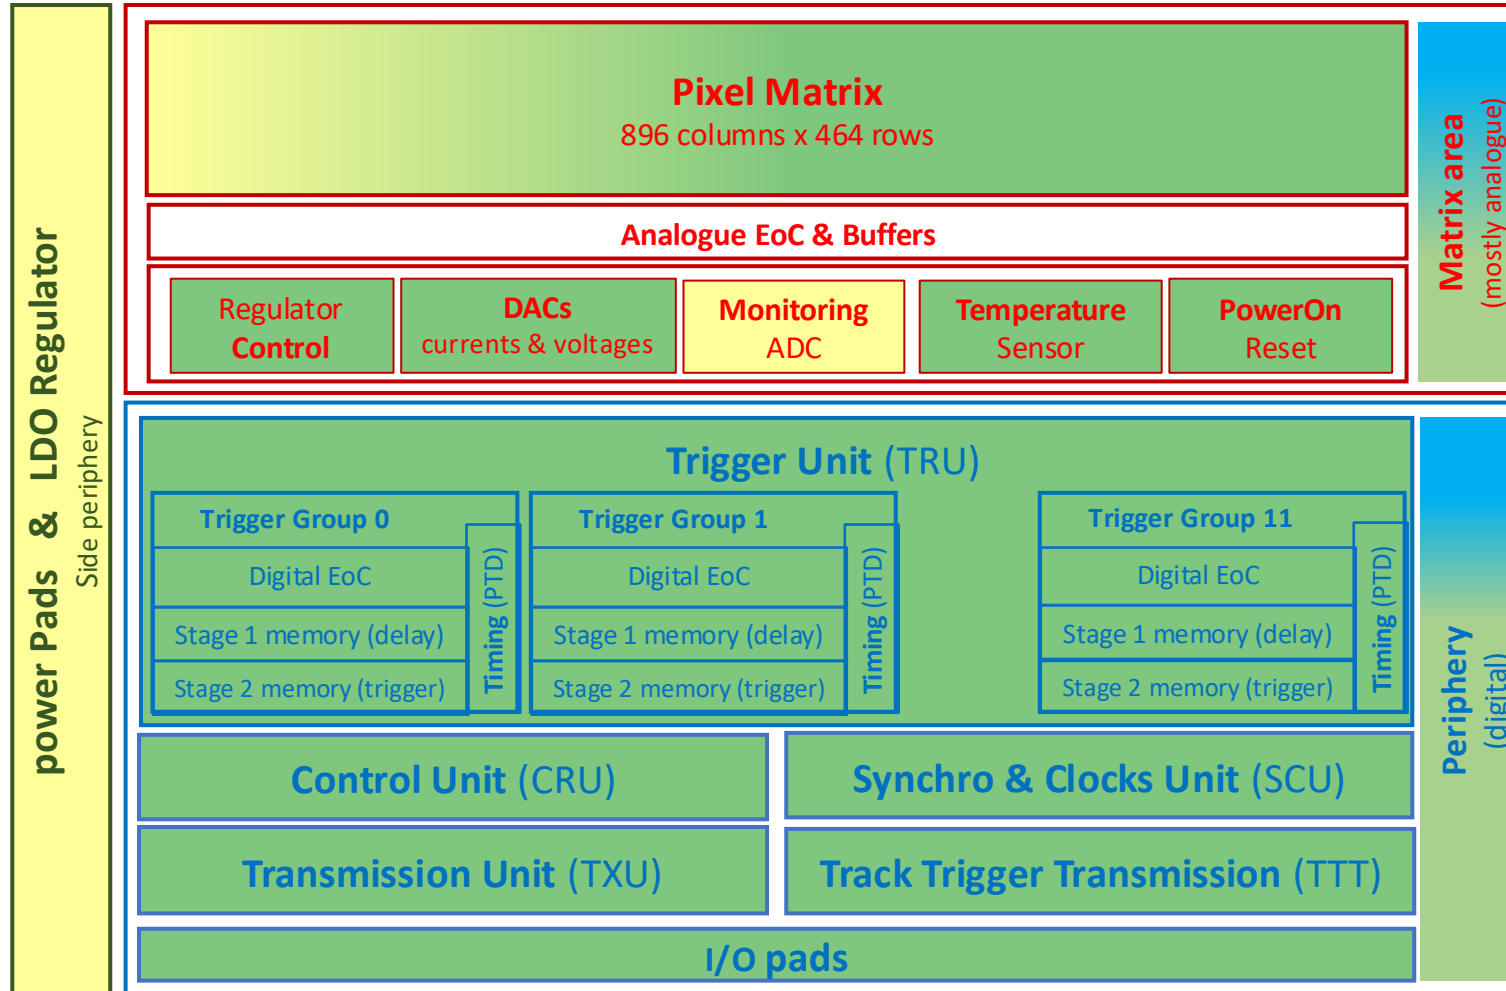 power Pads & LDO Regulator
Side periphery
Pixel Matrix
896 columns x 464 rows
Analogue EoC & Buffers
Regulator
Control
DACs
currents & voltages
Monitoring
ADC
Temperature
Sensor
PowerOn
Reset
Matrix area
(mostly analogue)
Trigger Unit (TRU)
Trigger Group 0
Digital EoC
Stage 1 memory (delay)
Stage 2 memory (trigger)
Timing (PTD)
Trigger Group 1
Digital EoC
Stage 1 memory (delay)
Stage 2 memory (trigger)
Timing (PTD)
Trigger Group 11
Digital EoC
Stage 1 memory (delay)
Stage 2 memory (trigger)
Timing (PTD)
Control Unit (CRU)
Synchro & Clocks Unit (SCU)
Transmission Unit (TXU)
Track Trigger Transmission (TTT)
I/O pads
Periphery
(digital)